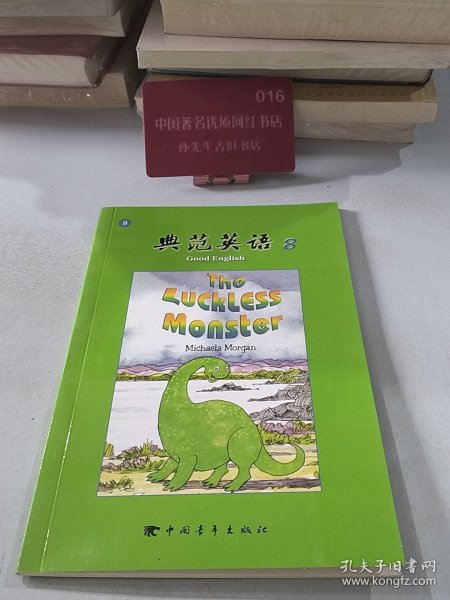 016
中国著名优质网红书店
孙先生古旧书店
9
典范英语 8
Good English
The
Luckless
Monster
Michaela Morgan
中国青年出版社
孔夫子旧书网
www.kongfz.com